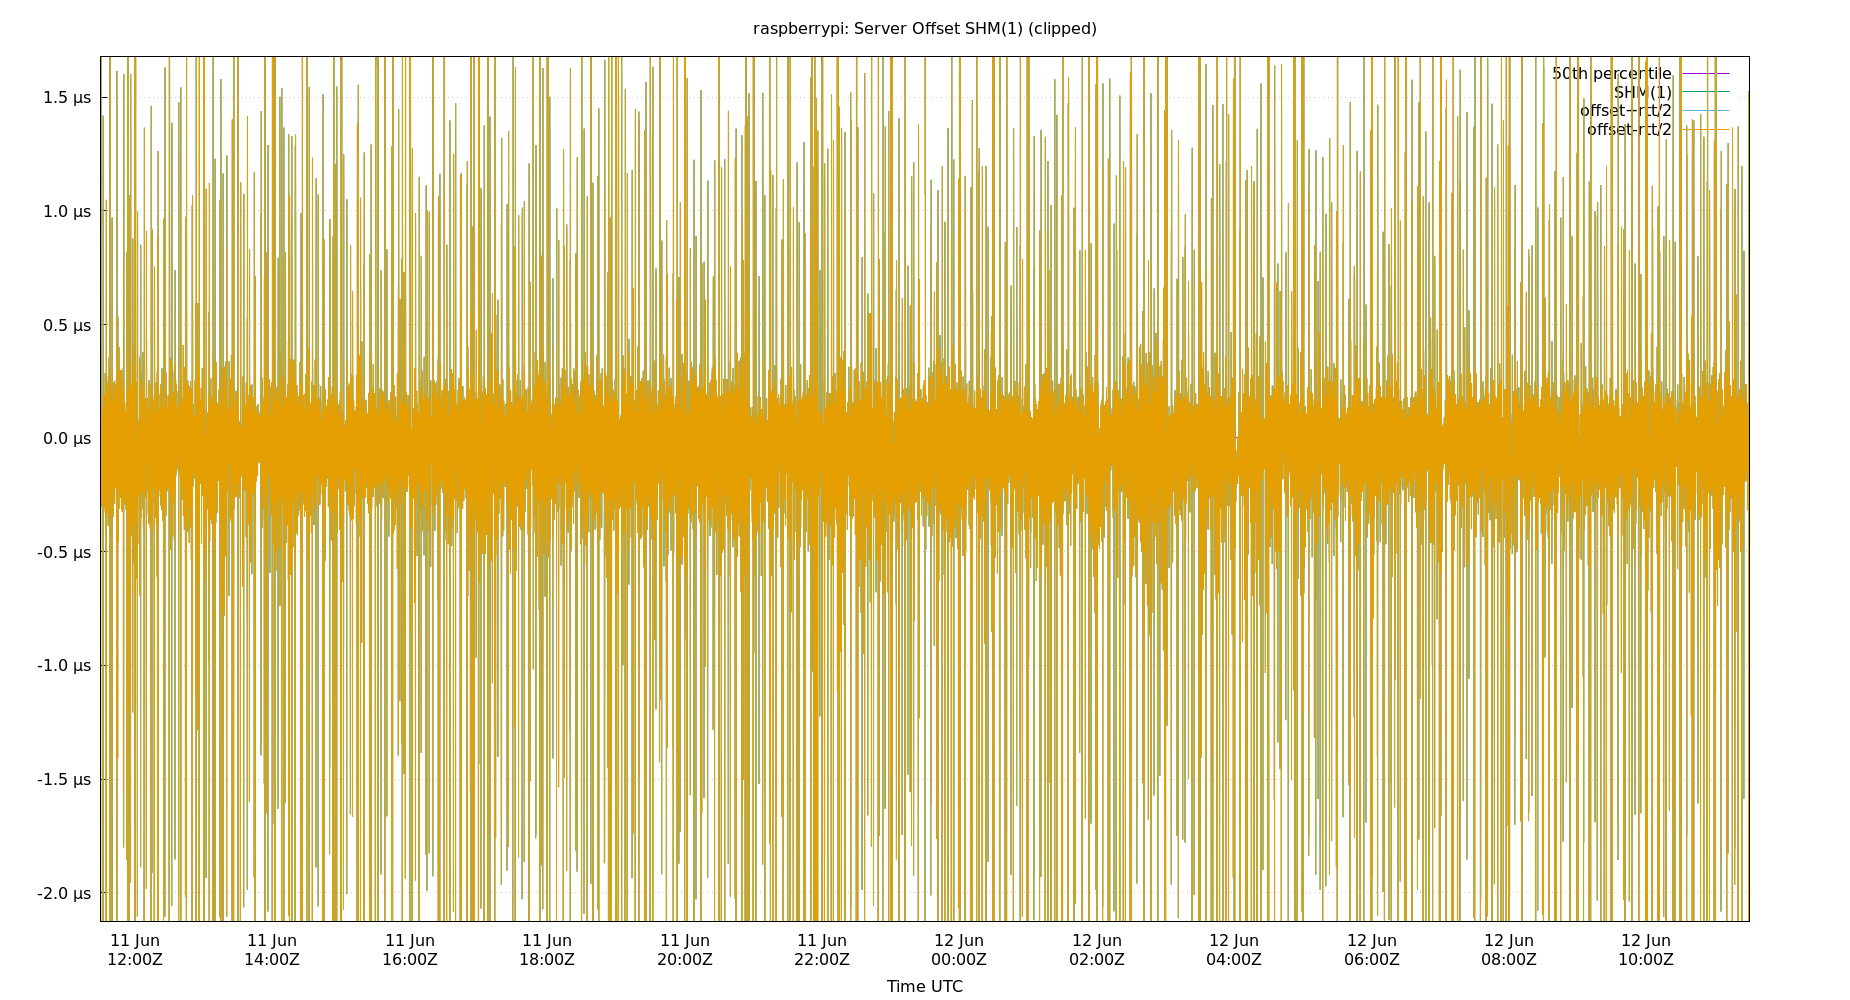 raspberrypi: Server Offset SHM(1) (clipped)
50th percentile
SHM(1)
offset-rtt/2
1.5 µs
1.0 µs
0.5 µs
0.0 µs
-0.5 µs
-1.0 µs
-1.5 µs
-2.0 µs
11 Jun 11 Jun 11 Jun 11 Jun 11 Jun 11 Jun 12 Jun 12 Jun 12 Jun 12 Jun 12 Jun 12 Jun
12:00Z 14:00Z 16:00Z 18:00Z 20:00Z 22:00Z 00:00Z 02:00Z 04:00Z 06:00Z 08:00Z 10:00Z
Time UTC